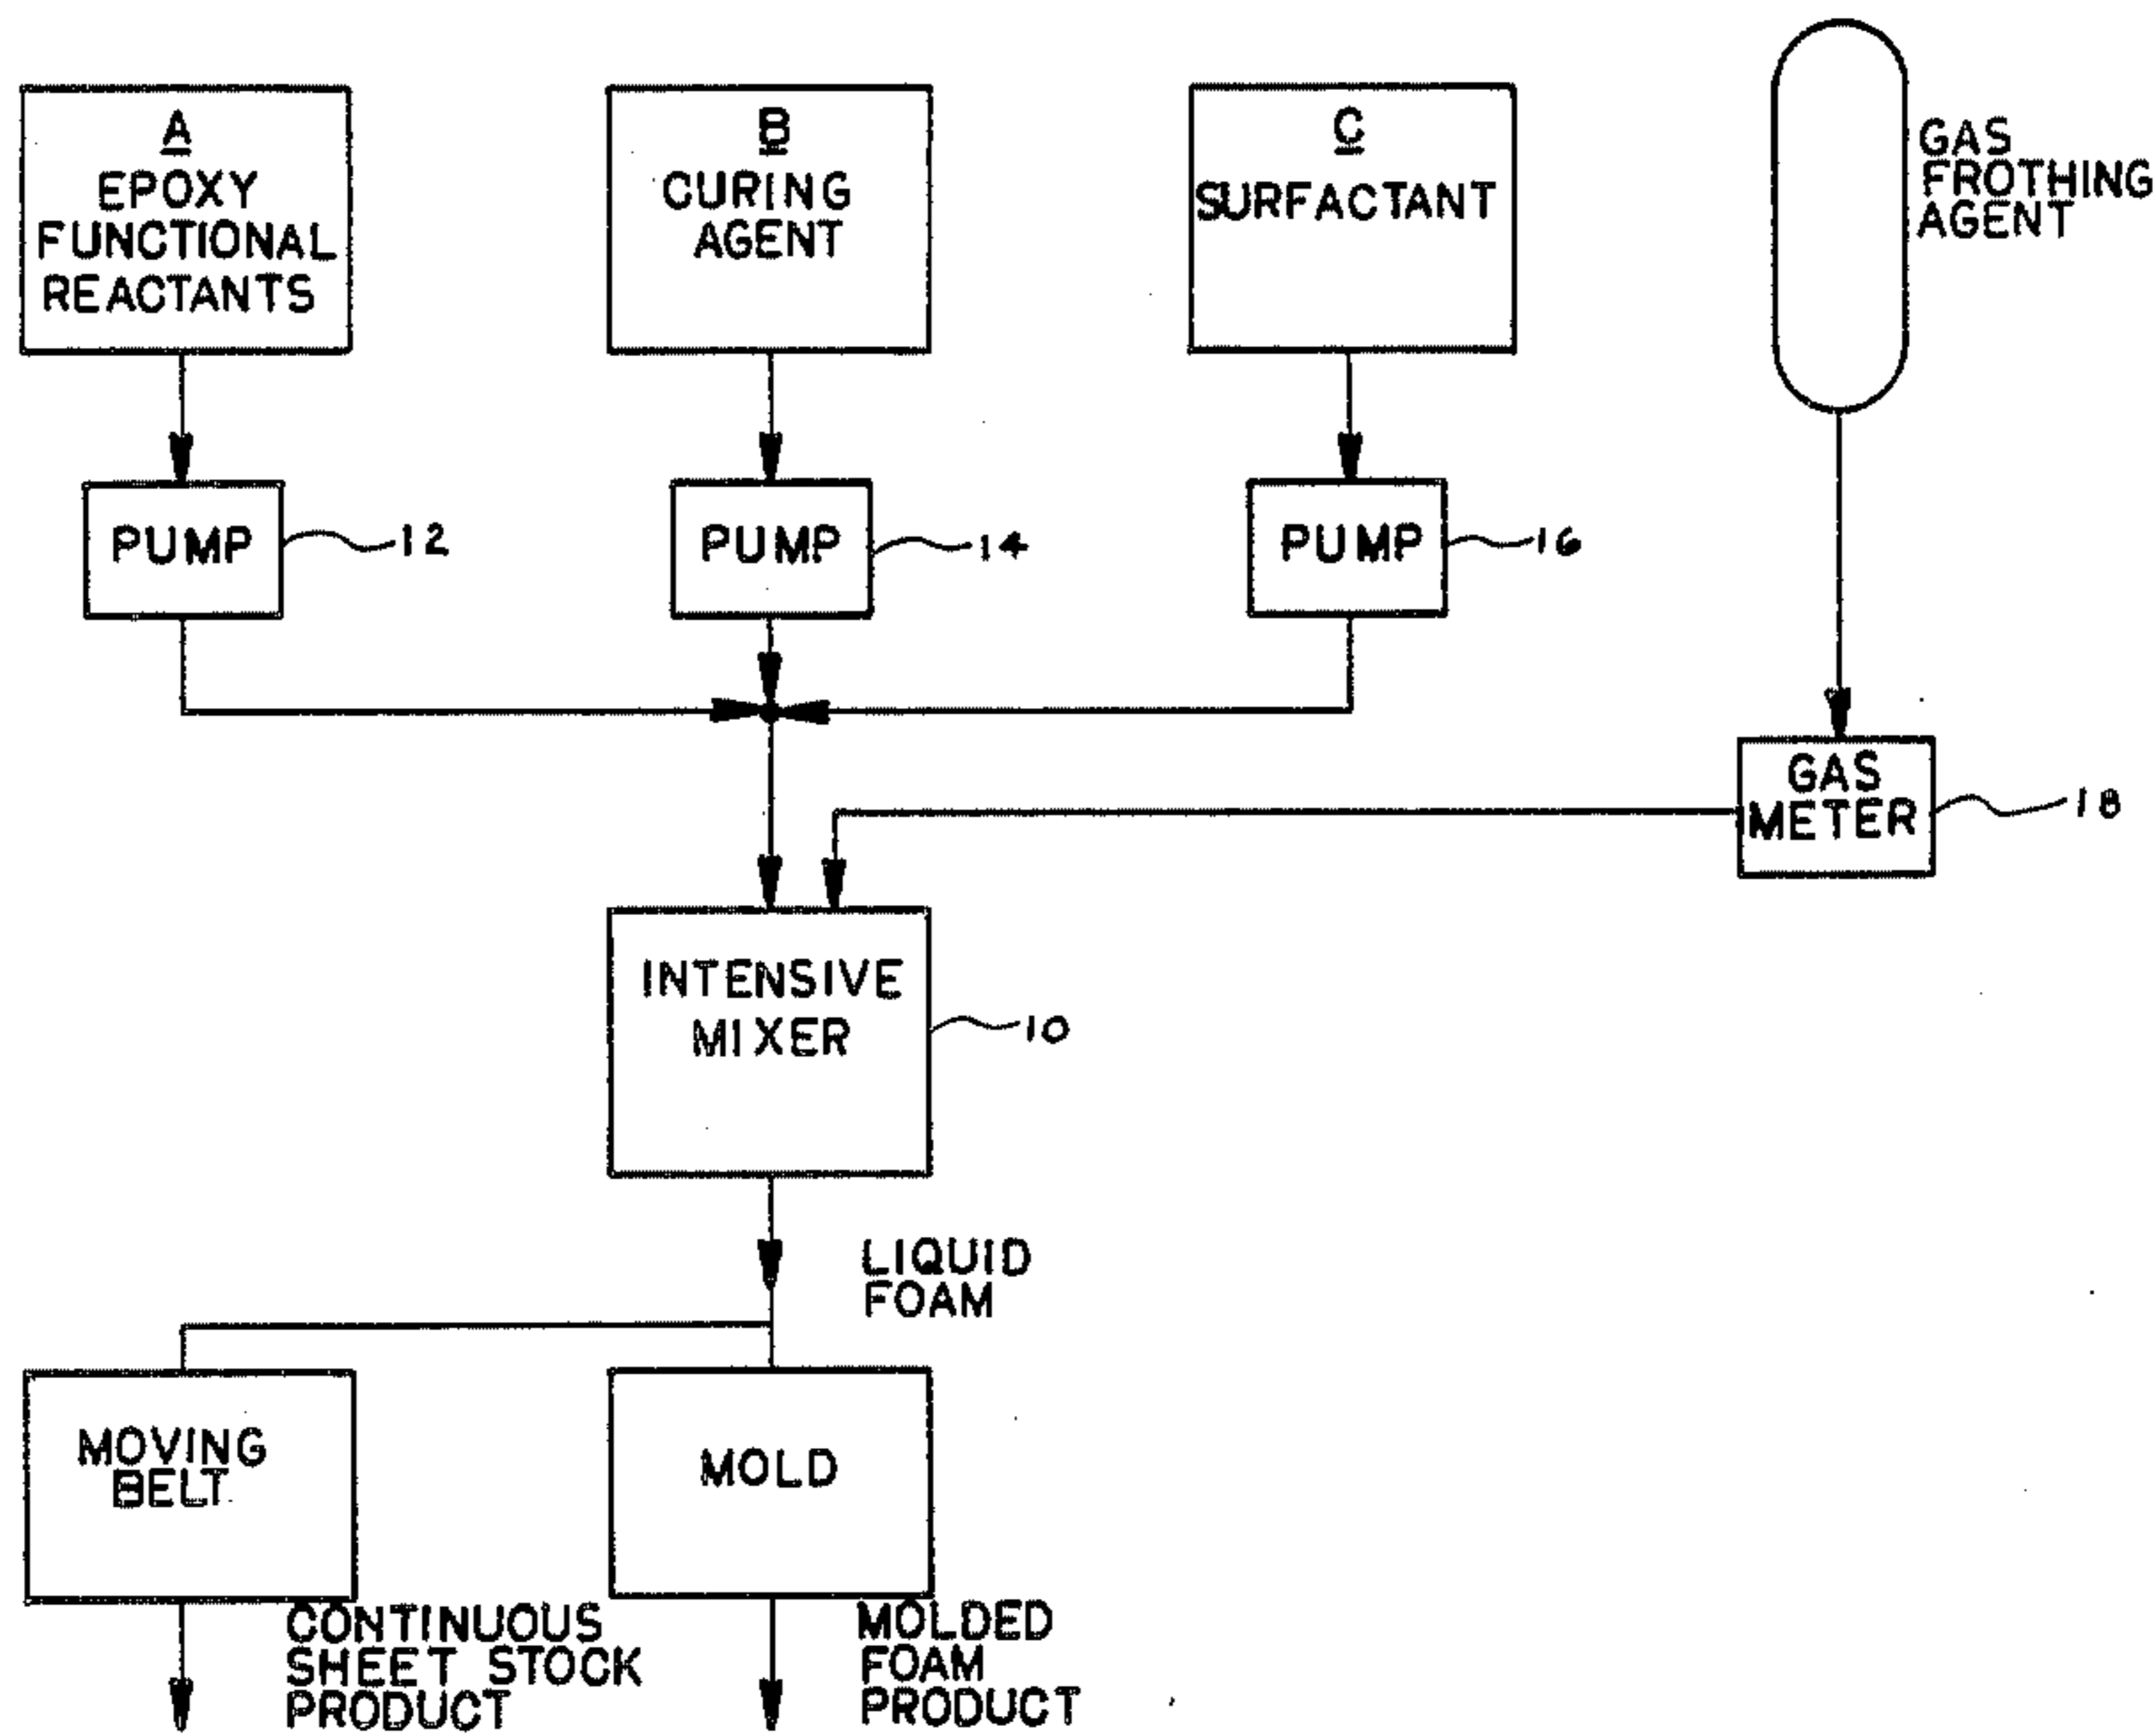 A
EPOXY
FUNCTIONAL
REACTANTS
B
CURING
AGENT
C
SURFACTANT
GAS
FROTHING
AGENT
PUMP
12
PUMP
14
PUMP
16
GAS
METER
18
INTENSIVE
MIXER
10
LIQUID
FOAM
MOVING
BELT
MOLD
CONTINUOUS
SHEET STOCK
PRODUCT
MOLDED
FOAM
PRODUCT